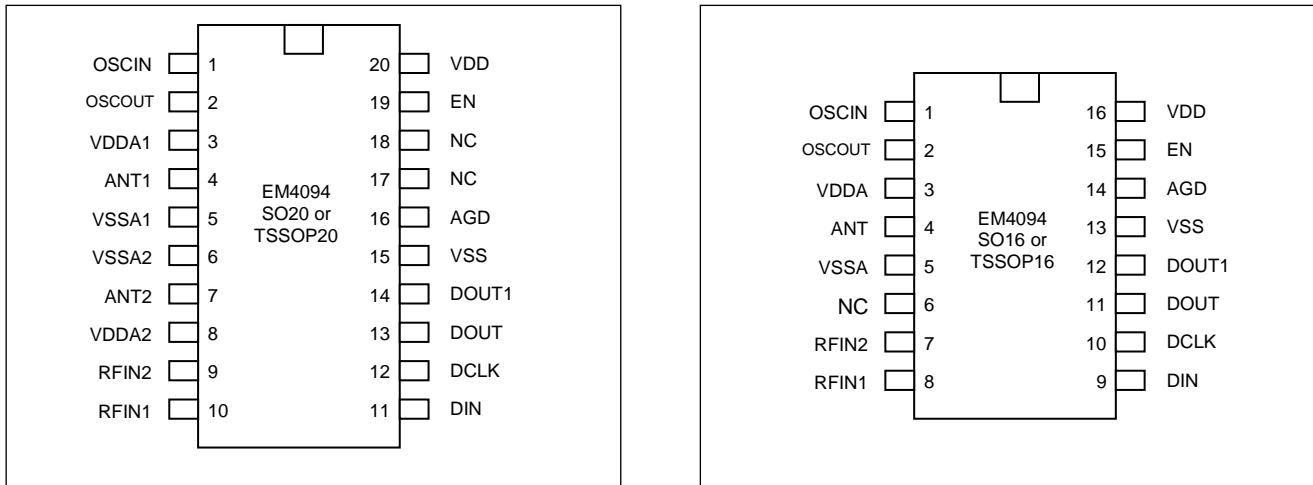 OSCIN 1 20 VDD
OSCOUT 2 19 EN
VDDA1 3 18 NC
ANT1 4 17 NC
VSSA1 5 16 AGD
VSSA2 6 15 VSS
ANT2 7 14 DOUT1
VDDA2 8 13 DOUT
RFIN2 9 12 DCLK
RFIN1 10 11 DIN
EM4094
SO20 or
TSSOP20
OSCIN 1 16 VDD
OSCOUT 2 15 EN
VDDA 3 14 AGD
ANT 4 13 VSS
VSSA 5 12 DOUT1
NC 6 11 DOUT
RFIN2 7 10 DCLK
RFIN1 8 9 DIN
EM4094
SO16 or
TSSOP16